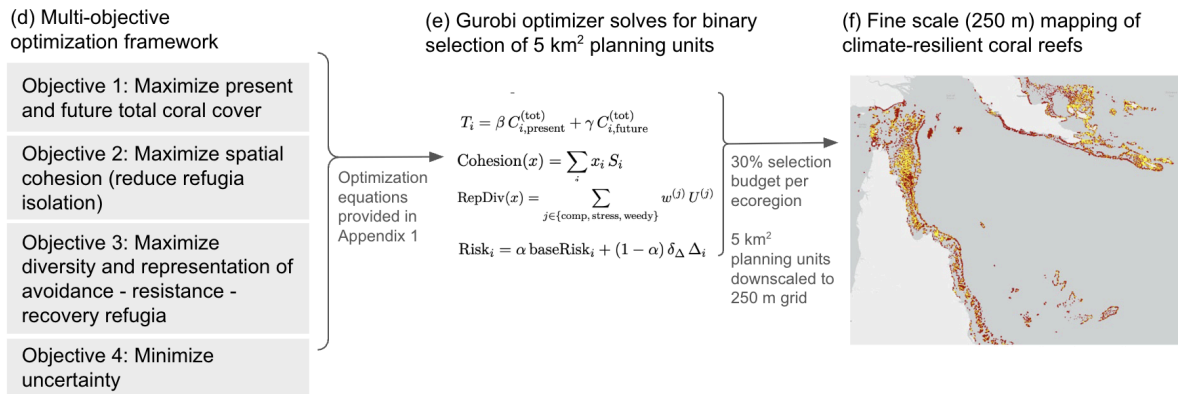 (d) Multi-objective
optimization framework
Objective 1: Maximize present
and future total coral cover
Objective 2: Maximize spatial
cohesion (reduce refugia
isolation)
Objective 3: Maximize
diversity and representation of
avoidance - resistance -
recovery refugia
Objective 4: Minimize
uncertainty
Optimization
equations
provided in
Appendix 1
(e) Gurobi optimizer solves for binary
selection of 5 km² planning units
T_i = β C_{i,present}^{(tot)} + γ C_{i,future}^{(tot)}
Cohesion(x) = ∑_i x_i S_i
RepDiv(x) = ∑_{j∈{comp, stress, weedy}} w^{(j)} U^{(j)}
Risk_i = α baseRisk_i + (1 − α) δ_Δ Δ_i
30% selection
budget per
ecoregion
5 km²
planning units
downscaled to
250 m grid
(f) Fine scale (250 m) mapping of
climate-resilient coral reefs